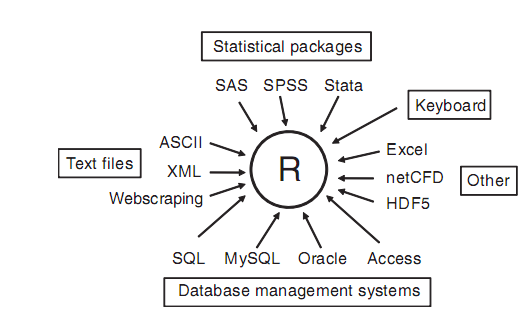 Statistical packages
SAS SPSS Stata
Keyboard
ASCII
Text files
XML
Webscraping
R
Excel
netCFD
Other
HDF5
SQL MySQL Oracle Access
Database management systems